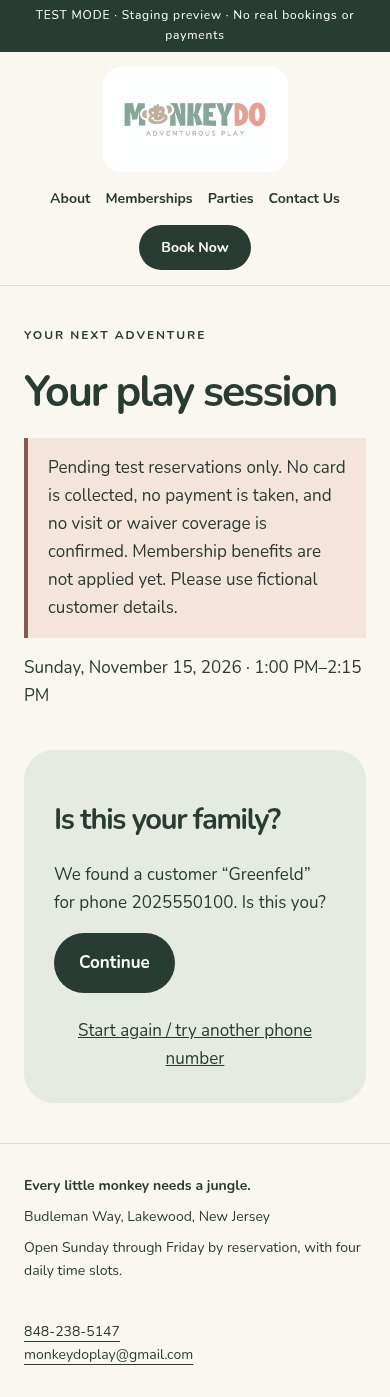 TEST MODE · Staging preview · No real bookings or
payments
MONKEYDO
ADVENTUROUS PLAY
About Memberships Parties Contact Us
Book Now
YOUR NEXT ADVENTURE
Your play session
Pending test reservations only. No card
is collected, no payment is taken, and
no visit or waiver coverage is
confirmed. Membership benefits are
not applied yet. Please use fictional
customer details.
Sunday, November 15, 2026 · 1:00 PM–2:15
PM
Is this your family?
We found a customer “Greenfeld”
for phone 2025550100. Is this you?
Continue
Start again / try another phone
number
Every little monkey needs a jungle.
Budleman Way, Lakewood, New Jersey
Open Sunday through Friday by reservation, with four
daily time slots.
848-238-5147
monkeydoplay@gmail.com